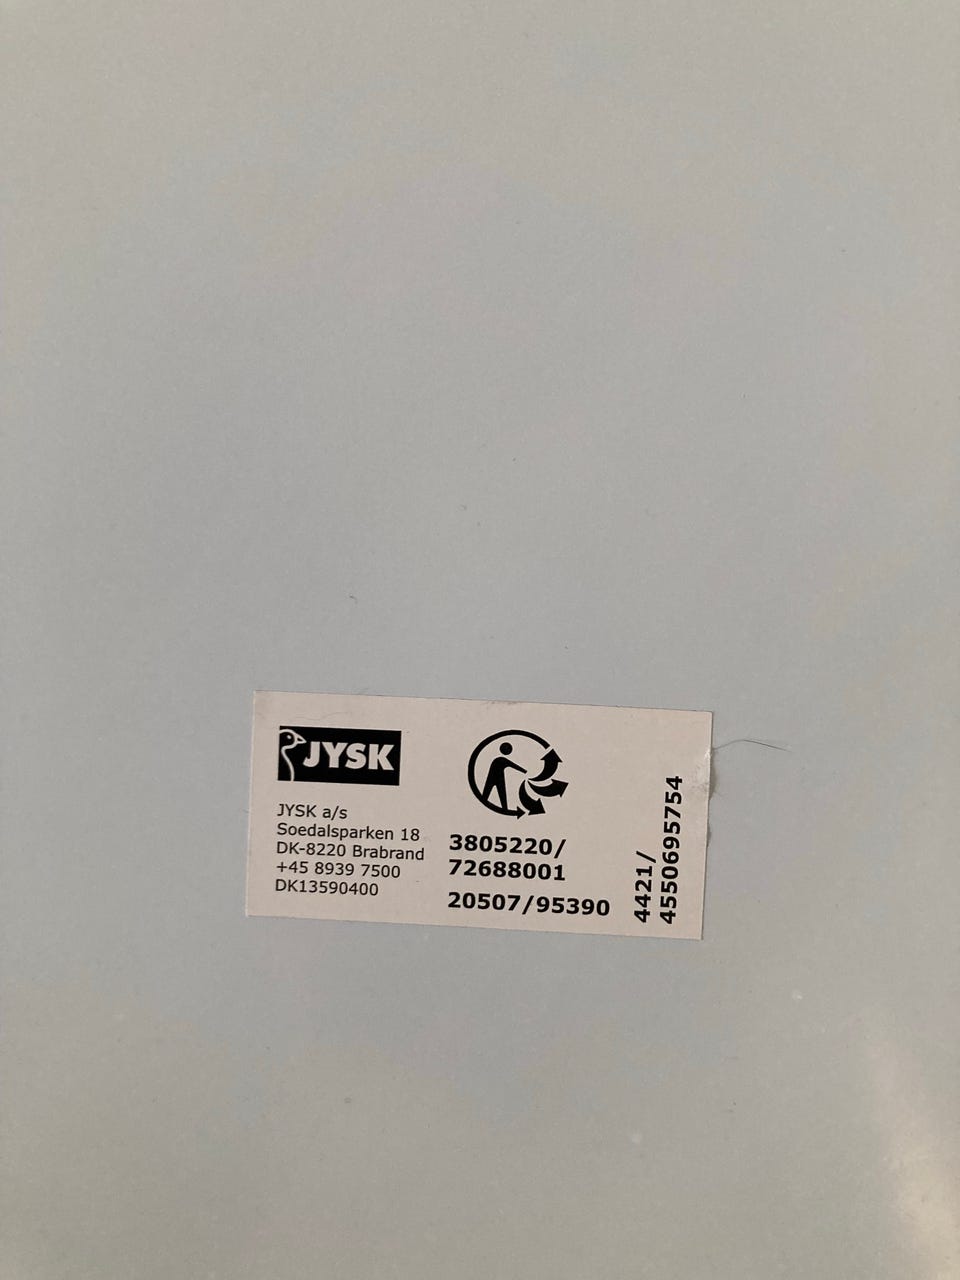 JYSK
JYSK a/s
Soedalsparken 18
DK-8220 Brabrand
+45 8939 7500
DK13590400
3805220/
72688001
20507/95390
4421/
4550695754